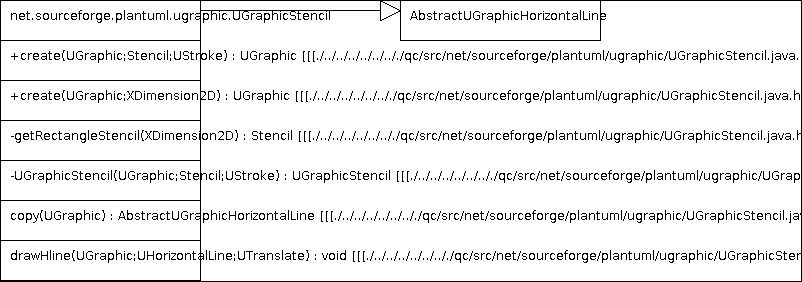 net.sourceforge.plantuml.ugraphic.UGraphicStencil
AbstractUGraphicHorizontalLine
+create(UGraphic;Stencil;UStroke) : UGraphic [[[./../../../../../../../qc/src/net/sourceforge/plantuml/ugraphic/UGraphicStencil.java.
+create(UGraphic;XDimension2D) : UGraphic [[[./../../../../../../../qc/src/net/sourceforge/plantuml/ugraphic/UGraphicStencil.java.h
-getRectangleStencil(XDimension2D) : Stencil [[[./../../../../../../../qc/src/net/sourceforge/plantuml/ugraphic/UGraphicStencil.java.h
-UGraphicStencil(UGraphic;Stencil;UStroke) : UGraphicStencil [[[./../../../../../../../qc/src/net/sourceforge/plantuml/ugraphic/UGrap
copy(UGraphic) : AbstractUGraphicHorizontalLine [[[./../../../../../../../qc/src/net/sourceforge/plantuml/ugraphic/UGraphicStencil.jav
drawHline(UGraphic;UHorizontalLine;UTranslate) : void [[[./../../../../../../../qc/src/net/sourceforge/plantuml/ugraphic/UGraphicSten